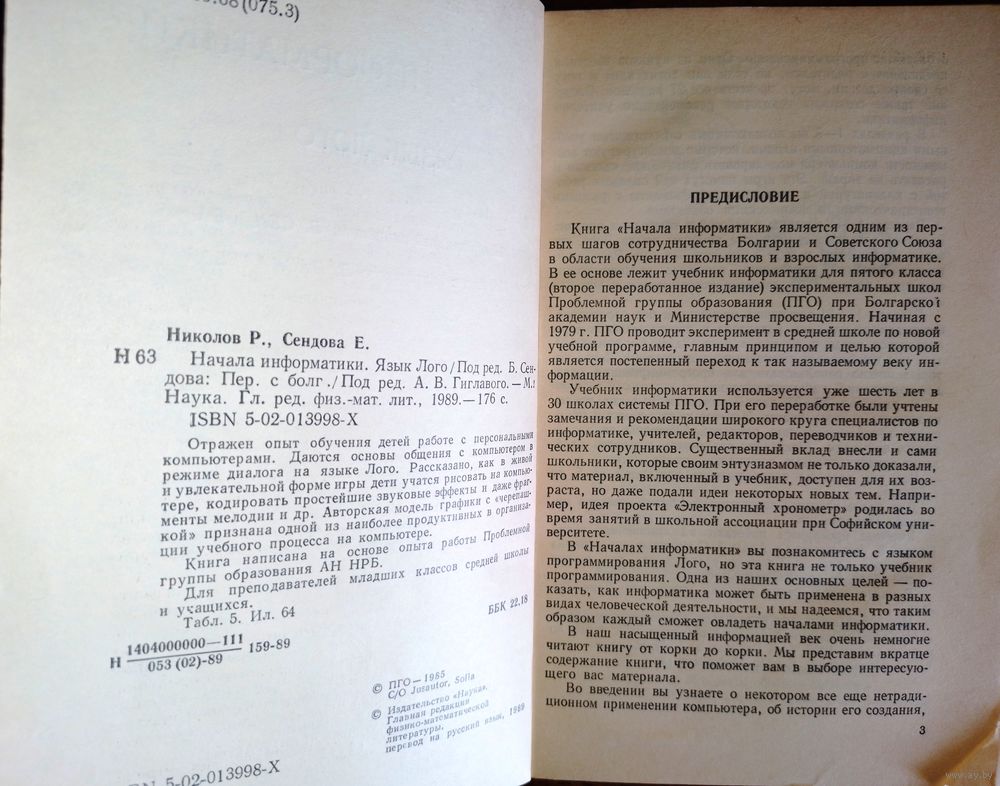 (075.3)
Николов Р., Сендова Е.
Н 63
Начала информатики. Язык Лого/Под ред. Б. Сен-
дова: Пер. с болг./Под ред. А. В. Гиглавого. — М.:
Наука. Гл. ред. физ.-мат. лит., 1989.—176 с.
ISBN 5-02-013998-X
Отражен опыт обучения детей работе с персональными
компьютерами. Даются основы общения с компьютером в
режиме диалога на языке Лого. Рассказано, как в живой
и увлекательной форме игры дети учатся рисовать на компью-
тере, кодировать простейшие звуковые эффекты и даже фраг-
менты мелодии и др. Авторская модель графики с «черепаш-
кой» признана одной из наиболее продуктивных в организа-
ции учебного процесса на компьютере.
Книга написана на основе опыта работы Проблемной
группы образования АН НРБ.
Для преподавателей младших классов средней школы
и учащихся.
Табл. 5. Ил. 64
ББК 22.18
Н 1404000000—111
053 (02)-89
159-89
© ПГО—1985
C/O Jusautor, Sofia
© Издательство «Наука».
Главная редакция
физико-математической
литературы,
перевод на русский язык, 1989
5-02-013998-X
ПРЕДИСЛОВИЕ
Книга «Начала информатики» является одним из пер-
вых шагов сотрудничества Болгарии и Советского Союза
в области обучения школьников и взрослых информатике.
В ее основе лежит учебник информатики для пятого класса
(второе переработанное издание) экспериментальных школ
Проблемной группы образования (ПГО) при Болгарской
академии наук и Министерстве просвещения. Начиная с
1979 г. ПГО проводит эксперимент в средней школе по новой
учебной программе, главным принципом и целью которой
является постепенный переход к так называемому веку ин-
формации.
Учебник информатики используется уже шесть лет в
30 школах системы ПГО. При его переработке были учтены
замечания и рекомендации широкого круга специалистов по
информатике, учителей, редакторов, переводчиков и техни-
ческих сотрудников. Существенный вклад внесли и сами
школьники, которые своим энтузиазмом не только доказали,
что материал, включенный в учебник, доступен для их воз-
раста, но даже подали идеи некоторых новых тем. Напри-
мер, идея проекта «Электронный хронометр» родилась во
время занятий в школьной ассоциации при Софийском уни-
верситете.
В «Началах информатики» вы познакомитесь с языком
программирования Лого, но эта книга не только учебник
программирования. Одна из наших основных целей — по-
казать, как информатика может быть применена в разных
видах человеческой деятельности, и мы надеемся, что таким
образом каждый сможет овладеть началами информатики.
В наш насыщенный информацией век очень немногие
читают книгу от корки до корки. Мы представим вкратце
содержание книги, что поможет вам в выборе интересую-
щего вас материала.
Во введении вы узнаете о некотором все еще нетради-
ционном применении компьютера, об истории его создания,
3
www.ay.by